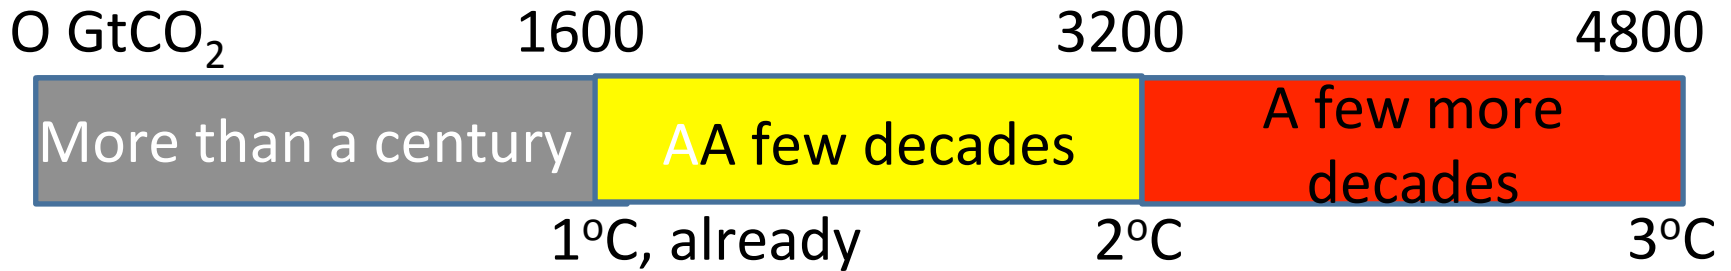 O GtCO₂ 1600 3200 4800
More than a century AA few decades A few more
decades
1ºC, already 2ºC 3ºC